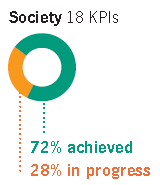 Society 18 KPIs
72% achieved
28% in progress